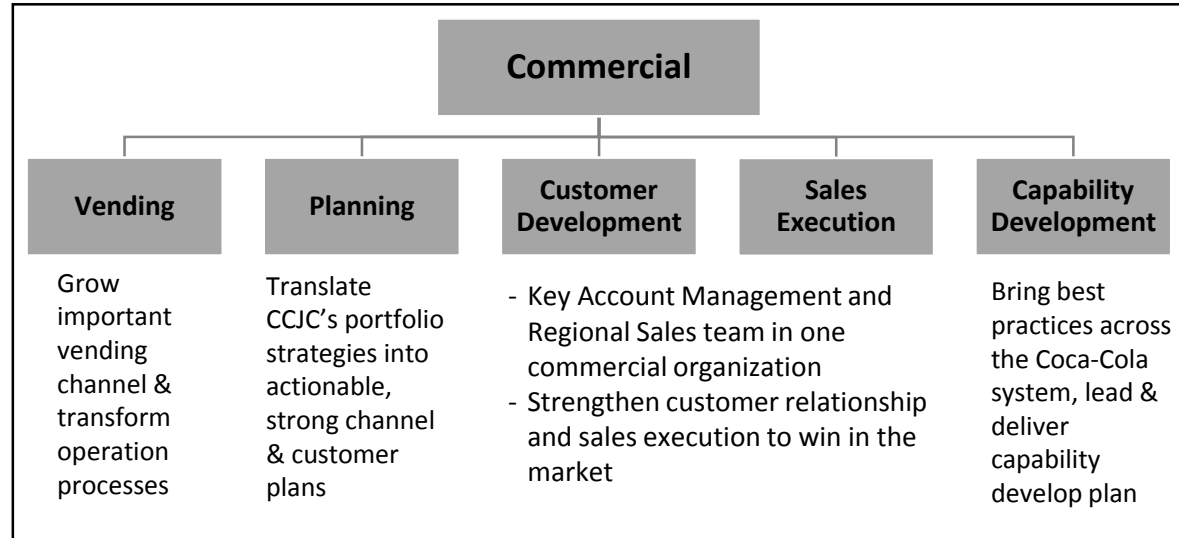 Commercial
Vending
Planning
Customer
Development
Sales
Execution
Capability
Development
Grow
important
vending
channel &
transform
operation
processes
Translate
CCJC’s portfolio
strategies into
actionable,
strong channel
& customer
plans
- Key Account Management and
Regional Sales team in one
commercial organization
- Strengthen customer relationship
and sales execution to win in the
market
Bring best
practices across
the Coca-Cola
system, lead &
deliver
capability
develop plan